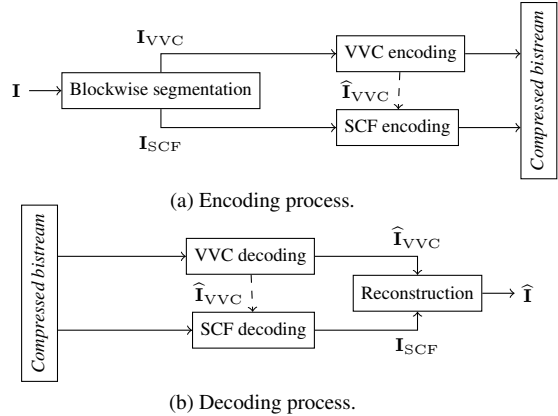 I_VVC
VVC encoding
I
Blockwise segmentation
Î_VVC
I_SCF
SCF encoding
Compressed bistream
(a) Encoding process.
Compressed bistream
VVC decoding
Î_VVC
Î_VVC
Reconstruction
Î
SCF decoding
I_SCF
(b) Decoding process.